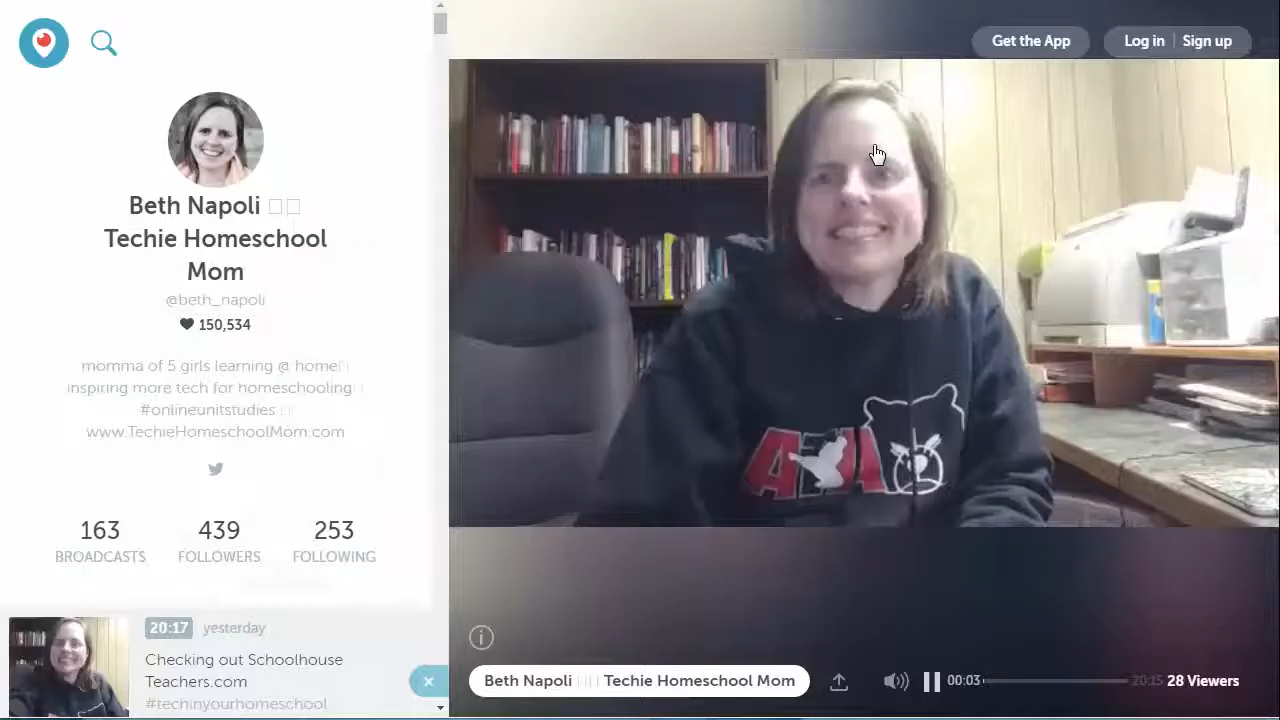 Get the App
Log in
Sign up
Beth Napoli
Techie Homeschool
Mom
@beth_napoli
150,534
momma of 5 girls learning @ home
inspiring more tech for homeschooling
#onlineunitstudies
www.TechieHomeschoolMom.com
163
439
253
BROADCASTS
FOLLOWERS
FOLLOWING
20:17 yesterday
Checking out Schoolhouse
Teachers.com
#techinyourhomeschool
Beth Napoli Techie Homeschool Mom
00:03
20:15
28 Viewers